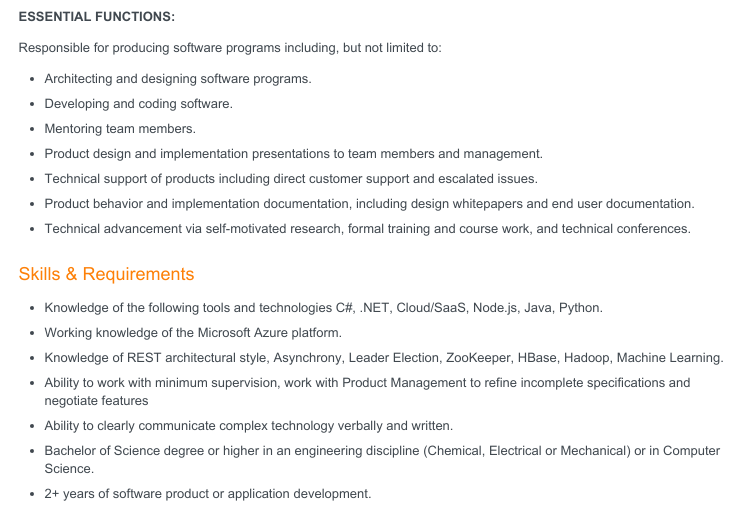 ESSENTIAL FUNCTIONS:
Responsible for producing software programs including, but not limited to:
• Architecting and designing software programs.
• Developing and coding software.
• Mentoring team members.
• Product design and implementation presentations to team members and management.
• Technical support of products including direct customer support and escalated issues.
• Product behavior and implementation documentation, including design whitepapers and end user documentation.
• Technical advancement via self-motivated research, formal training and course work, and technical conferences.
Skills & Requirements
• Knowledge of the following tools and technologies C#, .NET, Cloud/SaaS, Node.js, Java, Python.
• Working knowledge of the Microsoft Azure platform.
• Knowledge of REST architectural style, Asynchrony, Leader Election, ZooKeeper, HBase, Hadoop, Machine Learning.
• Ability to work with minimum supervision, work with Product Management to refine incomplete specifications and
negotiate features
• Ability to clearly communicate complex technology verbally and written.
• Bachelor of Science degree or higher in an engineering discipline (Chemical, Electrical or Mechanical) or in Computer
Science.
• 2+ years of software product or application development.